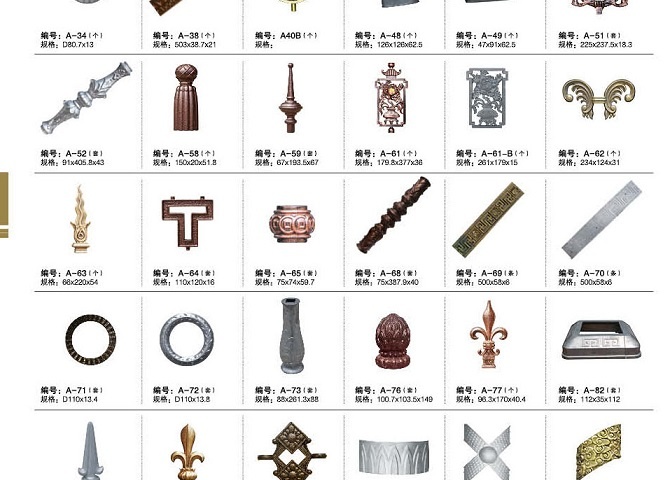 编号：A-34（个） 编号：A-38（个） A40B（个） 编号：A-48（个） 编号：A-49（个） 编号：A-51（套）
规格：D80.7x13 规格：503x38.7x21 规格： 规格：126x126x62.5 规格：47x91x62.5 规格：225x237.5x18.3
编号：A-52（套） 编号：A-58（个） 编号：A-59（套） 编号：A-61（个） 编号：A-61-B（个） 编号：A-62（个）
规格：91x405.8x43 规格：150x20x51.8 规格：67x193.5x67 规格：179.8x377x36 规格：261x179x15 规格：234x124x31
编号：A-63（个） 编号：A-64（套） 编号：A-65（套） 编号：A-68（套） 编号：A-69（条） 编号：A-70（条）
规格：66x220x54 规格：110x120x16 规格：75x74x59.7 规格：75x387.9x40 规格：500x58x6 规格：500x58x6
编号：A-71（套） 编号：A-72（套） 编号：A-73（套） 编号：A-76（套） 编号：A-77（个） 编号：A-82（套）
规格：D110x13.4 规格：D110x13.8 规格：88x261.3x88 规格：100.7x103.5x149 规格：96.3x170x40.4 规格：112x35x112